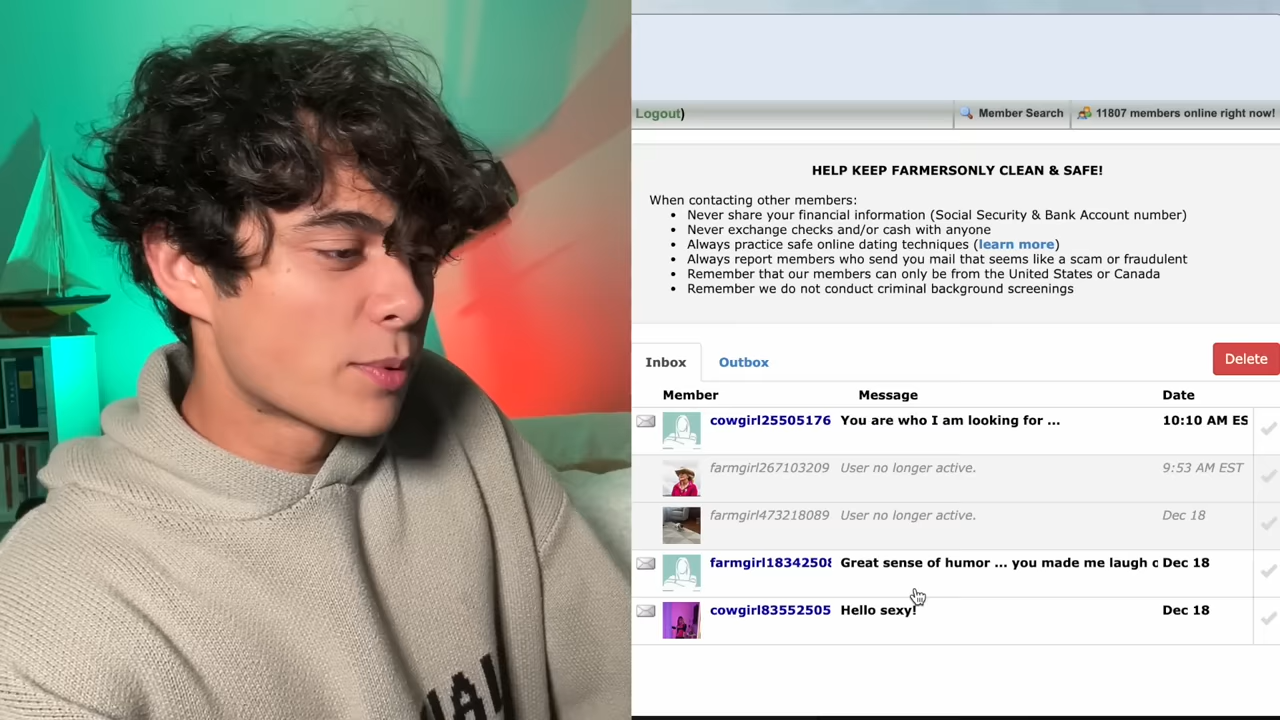 Logout)
Member Search
11807 members online right now!
HELP KEEP FARMERSONLY CLEAN & SAFE!
When contacting other members:
• Never share your financial information (Social Security & Bank Account number)
• Never exchange checks and/or cash with anyone
• Always practice safe online dating techniques (learn more)
• Always report members who send you mail that seems like a scam or fraudulent
• Remember that our members can only be from the United States or Canada
• Remember we do not conduct criminal background screenings
Inbox Outbox Delete
Member Message Date
cowgirl25505176 You are who I am looking for ... 10:10 AM ES
farmgirl267103209 User no longer active. 9:53 AM EST
farmgirl473218089 User no longer active. Dec 18
farmgirl18342508 Great sense of humor ... you made me laugh o Dec 18
cowgirl83552505 Hello sexy! Dec 18